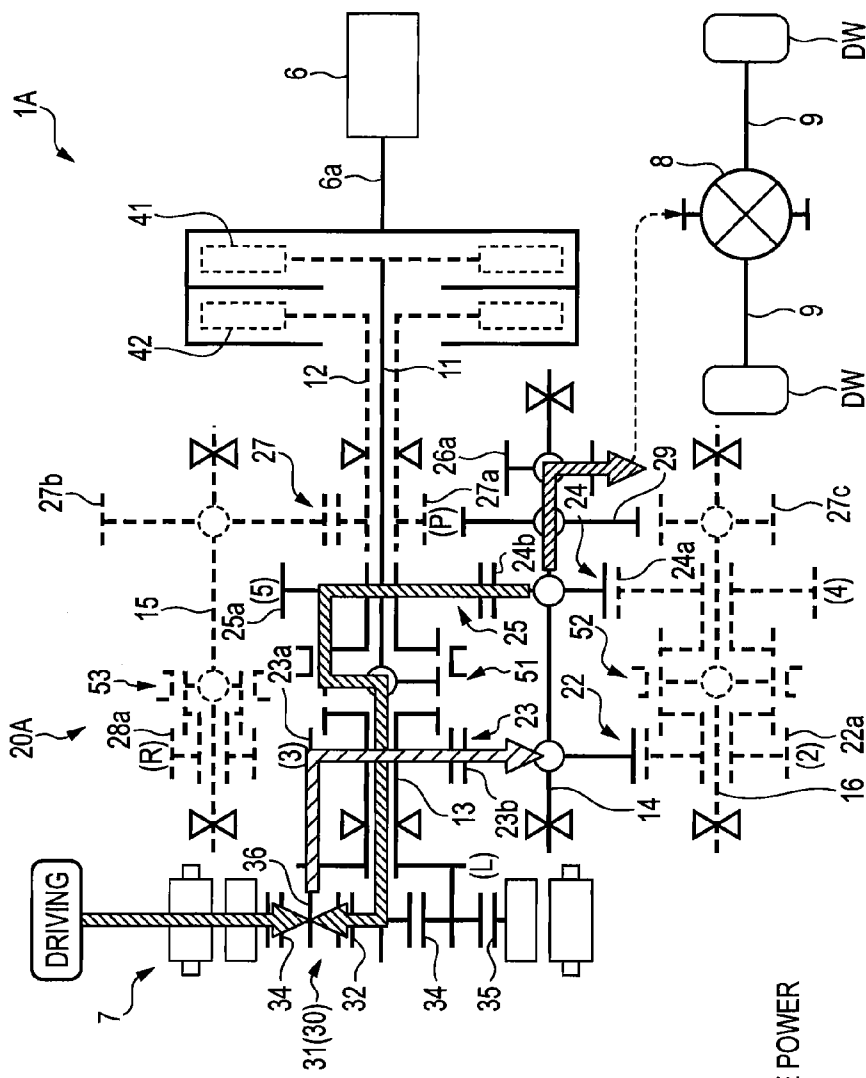 1A
6
6a
41
42
12
11
8
9
9
DW
DW
27b
27
27a
(P)
26a
29
24
24b
27c
15
25a
(5)
25
24a
(4)
53
23a
51
52
20A
28a
(R)
(3)
23
23b
22
22a
(2)
13
14
16
36
(L)
DRIVING
7
34
31(30)
32
34
35
E POWER